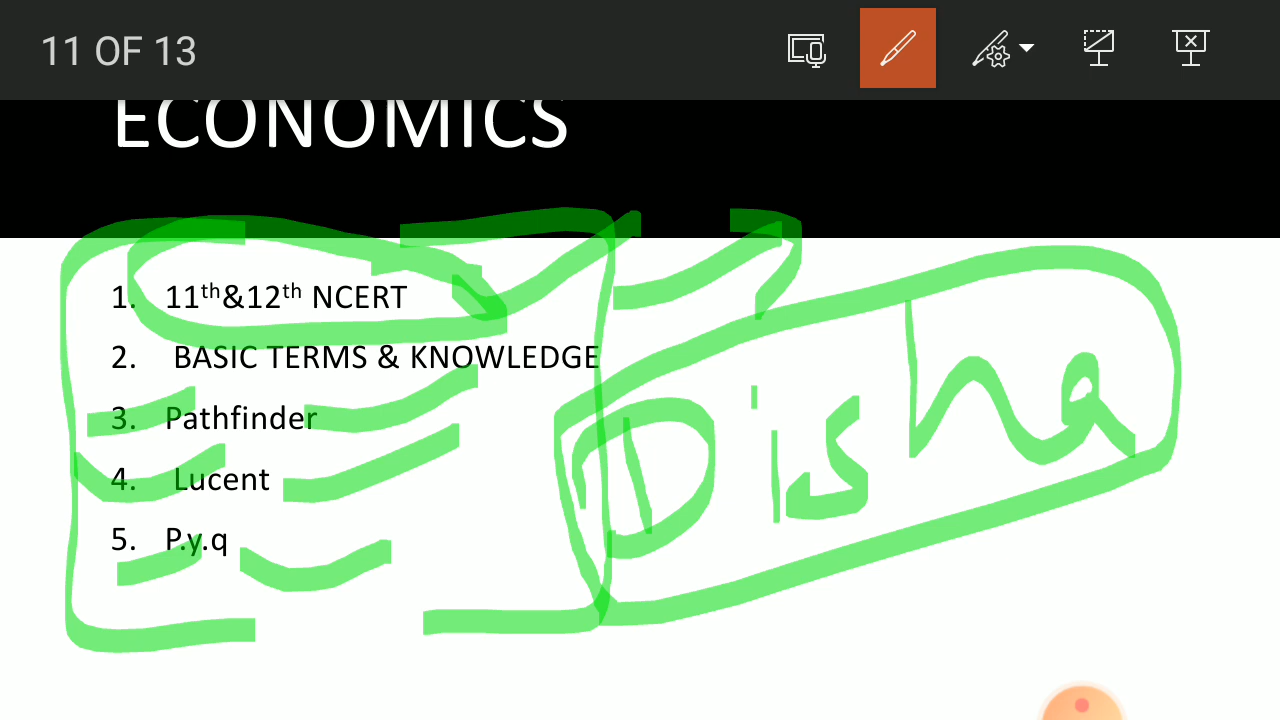 11 OF 13
ECONOMICS
1. 11th&12th NCERT
2. BASIC TERMS & KNOWLEDGE
3. Pathfinder
4. Lucent
5. P.y.q
Disha